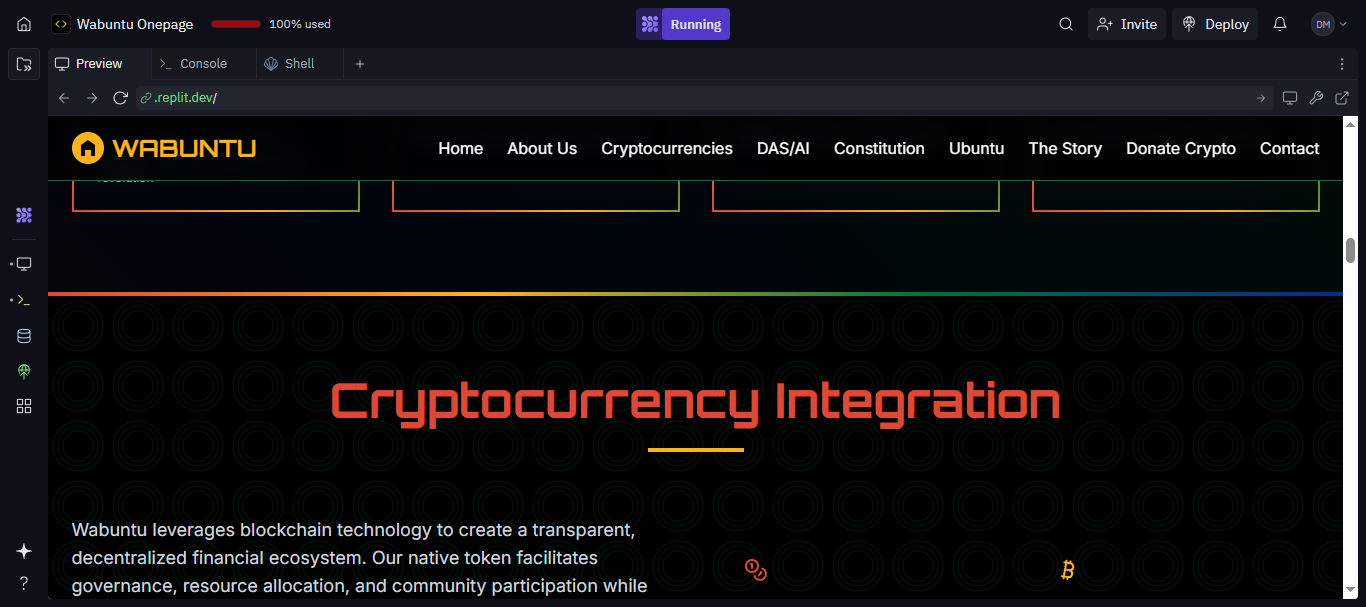 Wabuntu Onepage
100% used
Running
Invite
Deploy
DM
Preview
Console
Shell
.replit.dev/
WABUNTU
Home
About Us
Cryptocurrencies
DAS/AI
Constitution
Ubuntu
The Story
Donate Crypto
Contact
Cryptocurrency Integration
Wabuntu leverages blockchain technology to create a transparent,
decentralized financial ecosystem. Our native token facilitates
governance, resource allocation, and community participation while